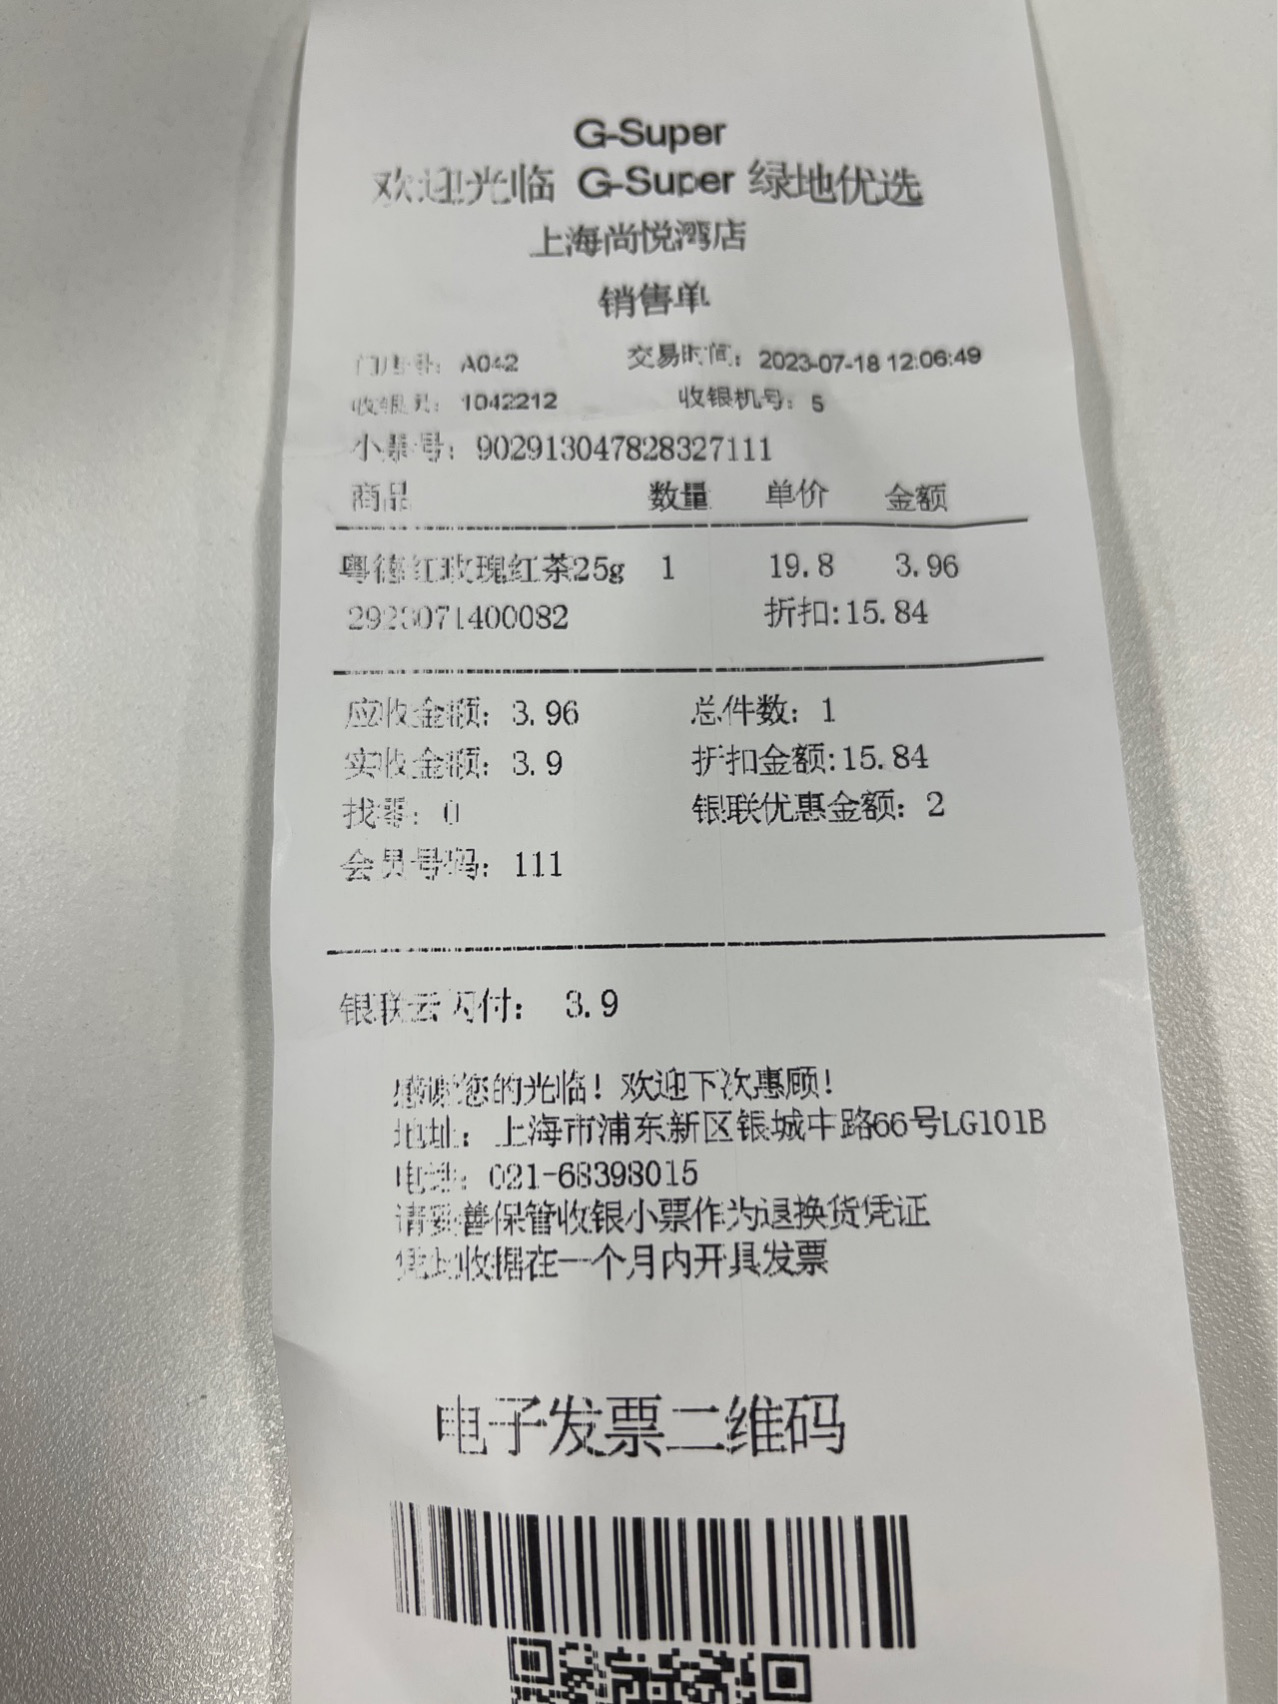 G-Super
欢迎光临 G-Super 绿地优选
上海尚悦湾店
销售单
门店号: A042 交易时间: 2023-07-18 12:06:49
收银员: 1042212 收银机号: 5
小票号: 902913047828327111
商品 数量 单价 金额
粤德红玫瑰红茶25g 1 19.8 3.96
2923071400082 折扣:15.84
应收金额: 3.96 总件数: 1
实收金额: 3.9 折扣金额:15.84
找零: 0 银联优惠金额: 2
会员号码: 111
银联云闪付: 3.9
感谢您的光临! 欢迎下次惠顾!
地址: 上海市浦东新区银城中路66号LG101B
电话: 021-68398015
请妥善保管收银小票作为退换货凭证
凭此收据在一个月内开具发票
电子发票二维码